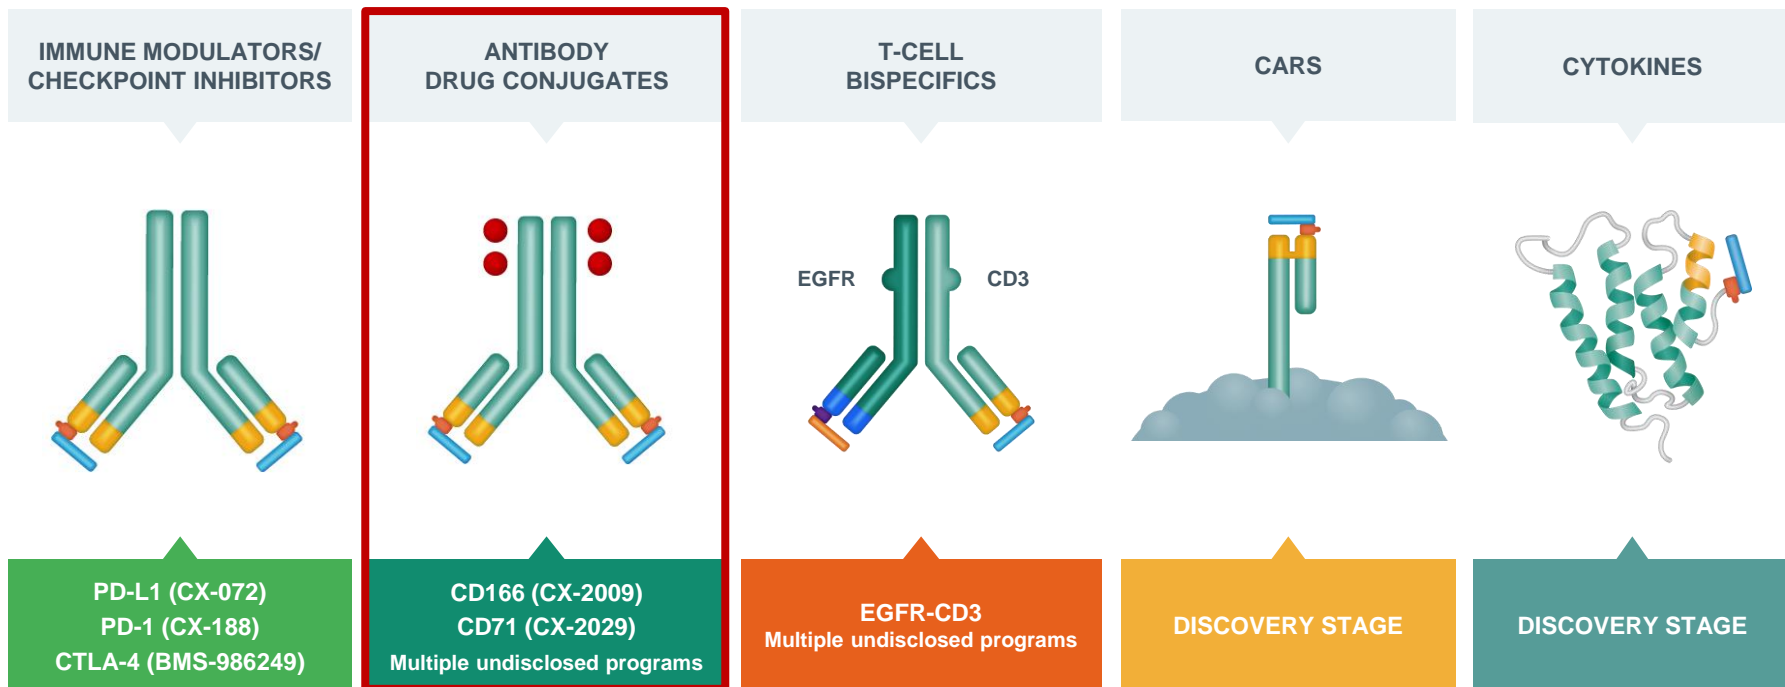 IMMUNE MODULATORS/
CHECKPOINT INHIBITORS
PD-L1 (CX-072)
PD-1 (CX-188)
CTLA-4 (BMS-986249)
ANTIBODY
DRUG CONJUGATES
CD166 (CX-2009)
CD71 (CX-2029)
Multiple undisclosed programs
T-CELL
BISPECIFICS
EGFR
CD3
EGFR-CD3
Multiple undisclosed programs
CARS
DISCOVERY STAGE
CYTOKINES
DISCOVERY STAGE